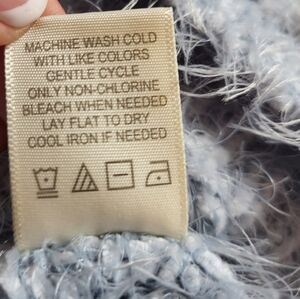 MACHINE WASH COLD
WITH LIKE COLORS
GENTLE CYCLE
ONLY NON-CHLORINE
BLEACH WHEN NEEDED
LAY FLAT TO DRY
COOL IRON IF NEEDED